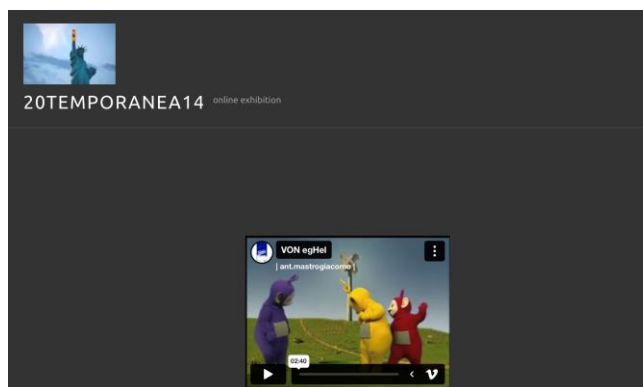 20TEMPORANEA14 online exhibition
VON egHel
| ant.mastrogiacomo |
02:40